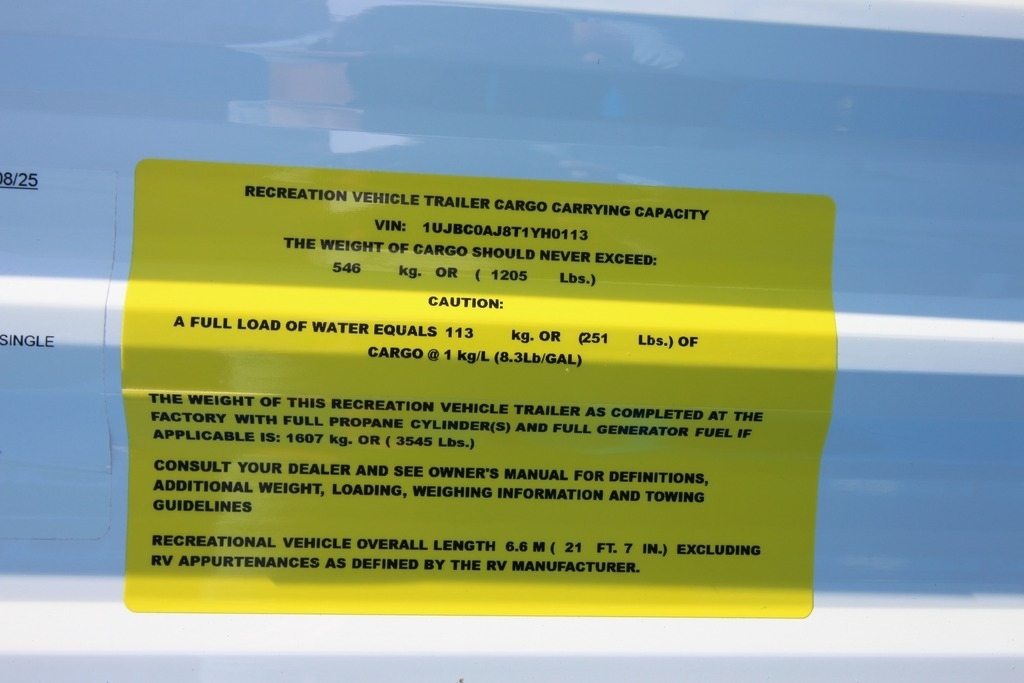 08/25
RECREATION VEHICLE TRAILER CARGO CARRYING CAPACITY
VIN: 1UJBC0AJ8T1YH0113
THE WEIGHT OF CARGO SHOULD NEVER EXCEED:
546 kg. OR ( 1205 Lbs.)
CAUTION:
A FULL LOAD OF WATER EQUALS 113 kg. OR (251 Lbs.) OF
CARGO @ 1 kg/L (8.3Lb/GAL)
SINGLE
THE WEIGHT OF THIS RECREATION VEHICLE TRAILER AS COMPLETED AT THE
FACTORY WITH FULL PROPANE CYLINDER(S) AND FULL GENERATOR FUEL IF
APPLICABLE IS: 1607 kg. OR ( 3545 Lbs.)
CONSULT YOUR DEALER AND SEE OWNER'S MANUAL FOR DEFINITIONS,
ADDITIONAL WEIGHT, LOADING, WEIGHING INFORMATION AND TOWING
GUIDELINES
RECREATIONAL VEHICLE OVERALL LENGTH 6.6 M ( 21 FT. 7 IN.) EXCLUDING
RV APPURTENANCES AS DEFINED BY THE RV MANUFACTURER.